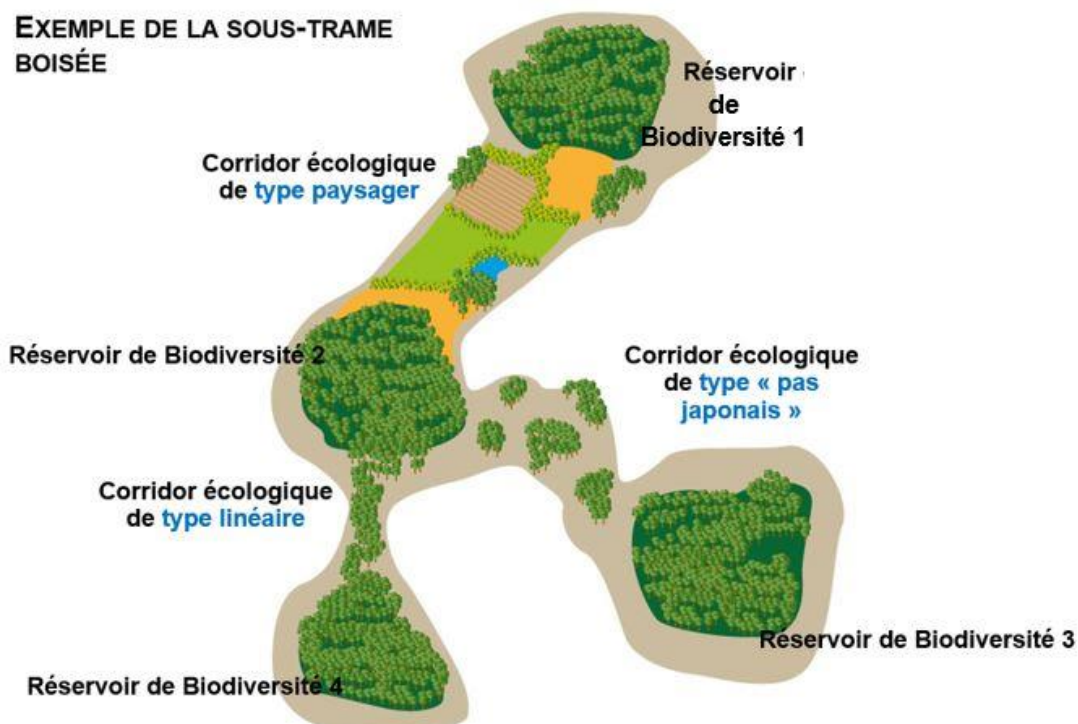 EXEMPLE DE LA SOUS-TRAME
BOISÉE
Réservoir
de
Biodiversité 1
Corridor écologique
de type paysager
Réservoir de Biodiversité 2
Corridor écologique
de type « pas
japonais »
Corridor écologique
de type linéaire
Réservoir de Biodiversité 3
Réservoir de Biodiversité 4